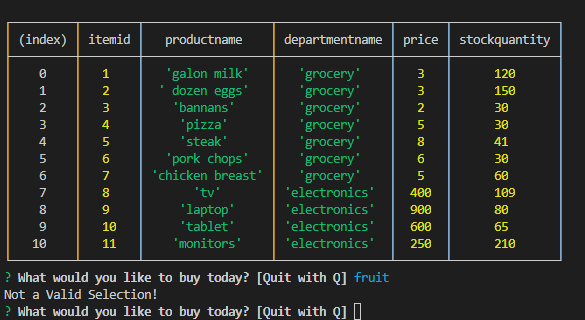 (index) itemid productname departmentname price stockquantity
0 1 'galon milk' 'grocery' 3 120
1 2 ' dozen eggs' 'grocery' 3 150
2 3 'bannans' 'grocery' 2 30
3 4 'pizza' 'grocery' 5 30
4 5 'steak' 'grocery' 8 41
5 6 'pork chops' 'grocery' 6 30
6 7 'chicken breast' 'grocery' 5 60
7 8 'tv' 'electronics' 400 109
8 9 'laptop' 'electronics' 900 80
9 10 'tablet' 'electronics' 600 65
10 11 'monitors' 'electronics' 250 210
? What would you like to buy today? [Quit with Q] fruit
Not a Valid Selection!
? What would you like to buy today? [Quit with Q]